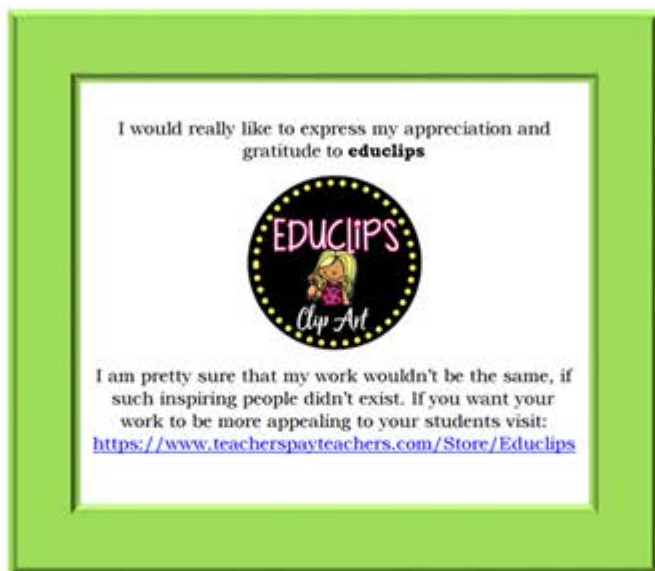 I would really like to express my appreciation and
gratitude to educlips
EDUCLIPS
Clip Art
I am pretty sure that my work wouldn't be the same, if
such inspiring people didn't exist. If you want your
work to be more appealing to your students visit:
https://www.teacherspayteachers.com/Store/Educlips